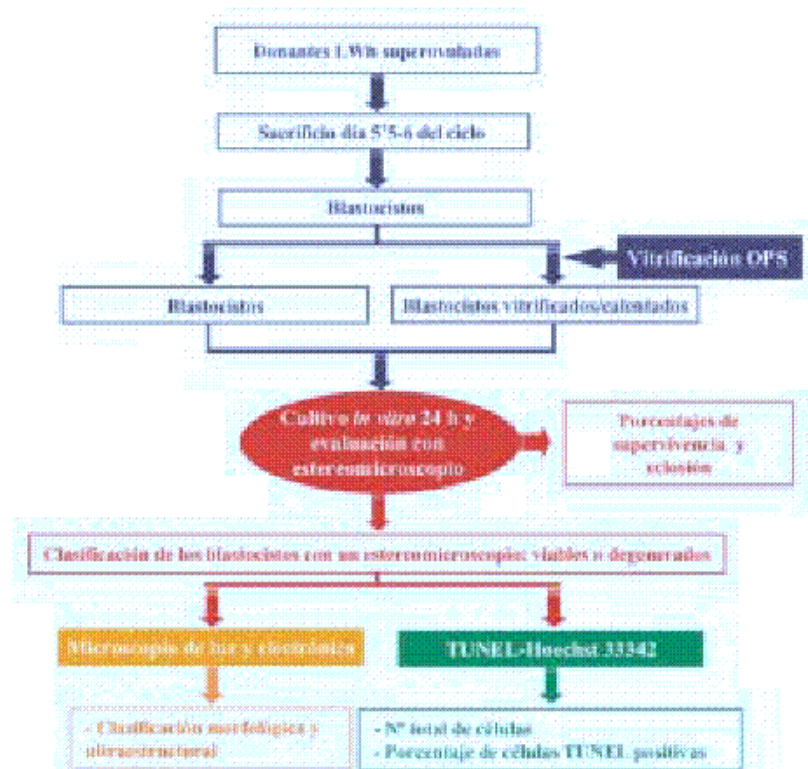 Donantes LWh superovuladas
Sacrificio día 5'5-6 del ciclo
Blastocistos
Vitrificación OPS
Blastocistos
Blastocistos vitrificados/calentados
Cultivo in vitro 24 h y
evaluación con
estereomicroscopio
Porcentajes de
supervivencia y
eclosión
Clasificación de los blastocistos con un estereomicroscopio: viables o degenerados
Microscopio de luz y electrónica
TUNEL-Hoechst 33342
- Clasificación morfológica y
ultraestructural
- Nº total de células
- Porcentaje de células TUNEL positivas